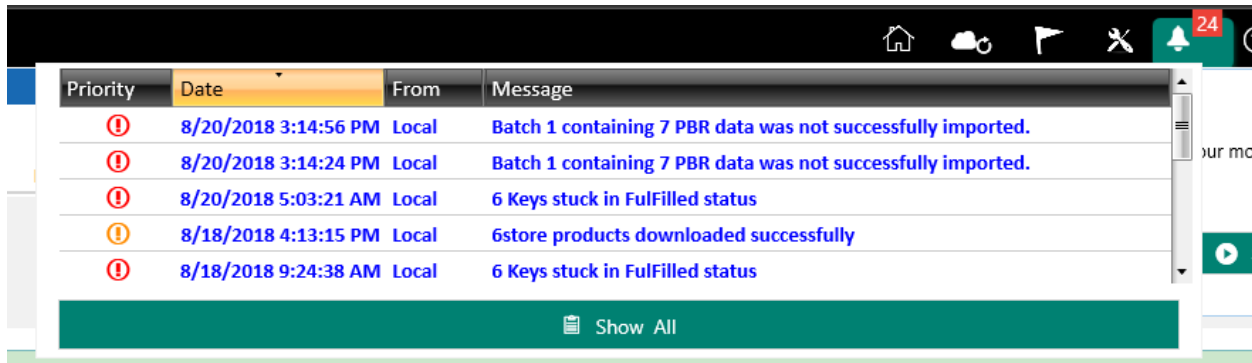 24
Priority Date From Message
8/20/2018 3:14:56 PM Local Batch 1 containing 7 PBR data was not successfully imported.
8/20/2018 3:14:24 PM Local Batch 1 containing 7 PBR data was not successfully imported.
our mo
8/20/2018 5:03:21 AM Local 6 Keys stuck in FulFilled status
8/18/2018 4:13:15 PM Local 6store products downloaded successfully
8/18/2018 9:24:38 AM Local 6 Keys stuck in FulFilled status
Show All